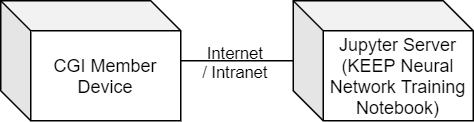 CGI Member
Device
Internet
/ Intranet
Jupyter Server
(KEEP Neural
Network Training
Notebook)